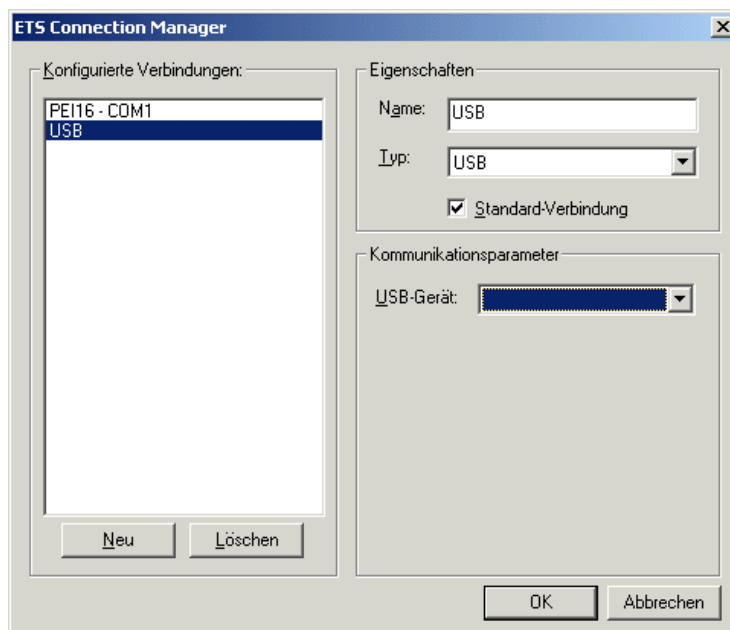 ETS Connection Manager
Konfigurierte Verbindungen:
PEI16 - COM1
USB
Neu
Löschen
Eigenschaften
Name: USB
Typ: USB
Standard-Verbindung
Kommunikationsparameter
USB-Gerät:
OK
Abbrechen